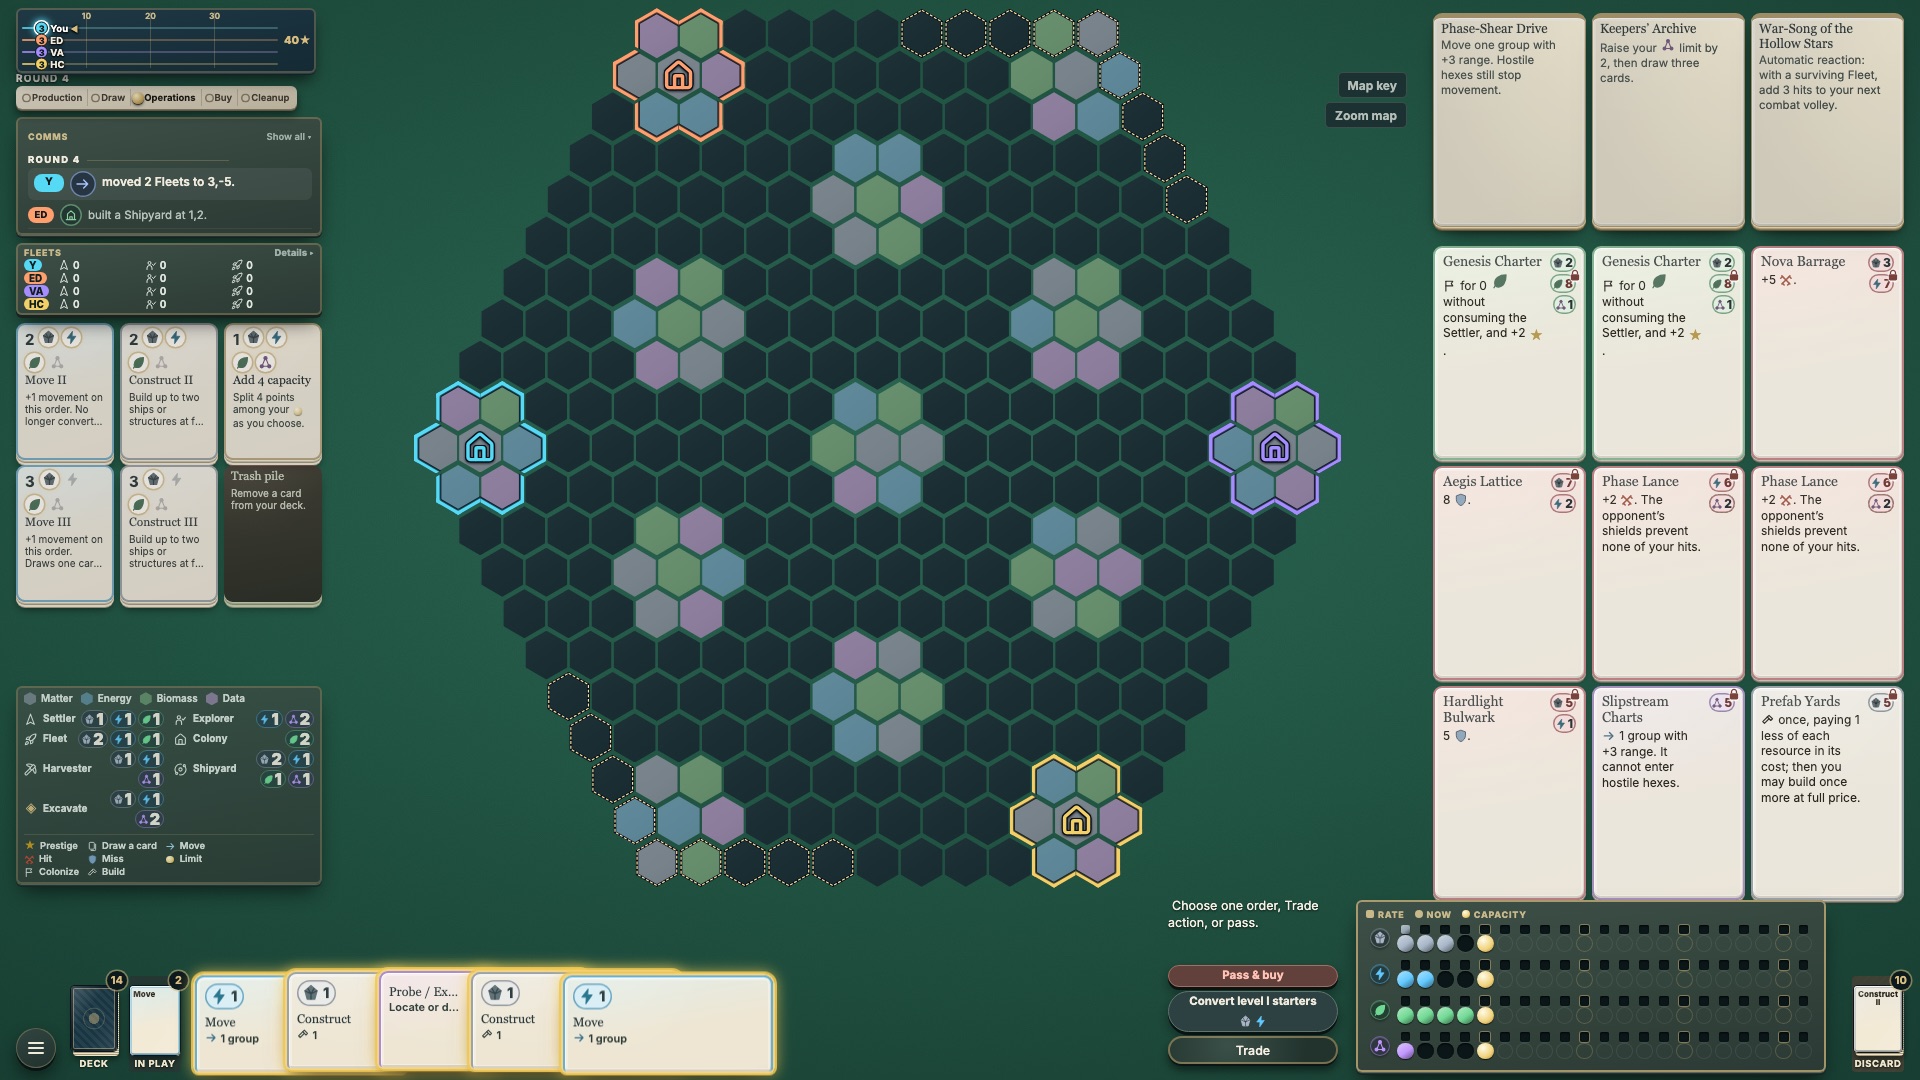 10 20 30
3 You
3 ED
3 VA
3 HC
40★
ROUND 4
Production Draw Operations Buy Cleanup
COMMS Show all
ROUND 4
Y moved 2 Fleets to 3,-5.
ED built a Shipyard at 1,2.
FLEETS Details
Y 0 0 0
ED 0 0 0
VA 0 0 0
HC 0 0 0
2
Move II
+1 movement on
this order. No
longer convert...
2
Construct II
Build up to two
ships or
structures at f...
1
Add 4 capacity
Split 4 points
among your
as you choose.
3
Move III
+1 movement on
this order.
Draws one car...
3
Construct III
Build up to two
ships or
structures at f...
Trash pile
Remove a card
from your deck.
Matter Energy Biomass Data
Settler 1 1 1 Explorer 1 2
Fleet 2 1 1 Colony 2
Harvester 1 1 1 Shipyard 2 1 1 1
Excavate 1 1 2
Prestige Draw a card Move
Hit Miss Limit
Colonize Build
Map key
Zoom map
Phase-Shear Drive
Move one group with
+3 range. Hostile
hexes still stop
movement.
Keepers' Archive
Raise your limit by
2, then draw three
cards.
War-Song of the
Hollow Stars
Automatic reaction:
with a surviving Fleet,
add 3 hits to your next
combat volley.
Genesis Charter 2
8
1
for 0
without
consuming the
Settler, and +2
.
Genesis Charter 2
8
1
for 0
without
consuming the
Settler, and +2
.
Nova Barrage 3
7
+5 .
Aegis Lattice 7
2
8 .
Phase Lance 6
2
+2 . The
opponent's
shields prevent
none of your hits.
Phase Lance 6
2
+2 . The
opponent's
shields prevent
none of your hits.
Hardlight
Bulwark
5
1
5 .
Slipstream
Charts
5
→ 1 group with
+3 range. It
cannot enter
hostile hexes.
Prefab Yards 5
once, paying 1
less of each
resource in its
cost; then you
may build once
more at full price.
Choose one order, Trade
action, or pass.
Pass & buy
Convert level I starters
Trade
RATE NOW CAPACITY
14
DECK
2
Move
IN PLAY
1
Move
→ 1 group
1
Construct
1
Probe / Ex...
Locate or d...
1
Construct
1
1
Move
→ 1 group
10
Construct
II
DISCARD